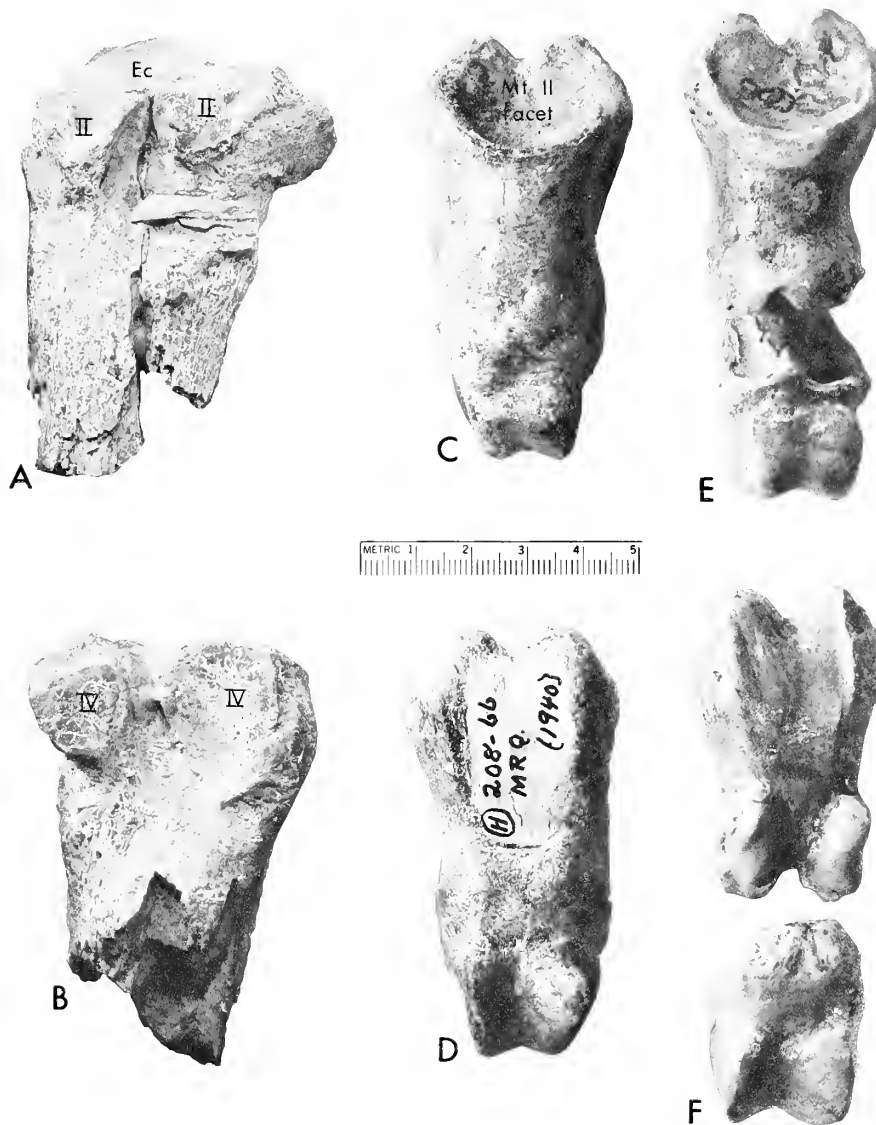 Ec
II II
A
Mt. II
Facet
C
E
METRIC 1 2 3 4 5
IV IV
B
(H) 208-66
MRQ.
(1940)
D
F